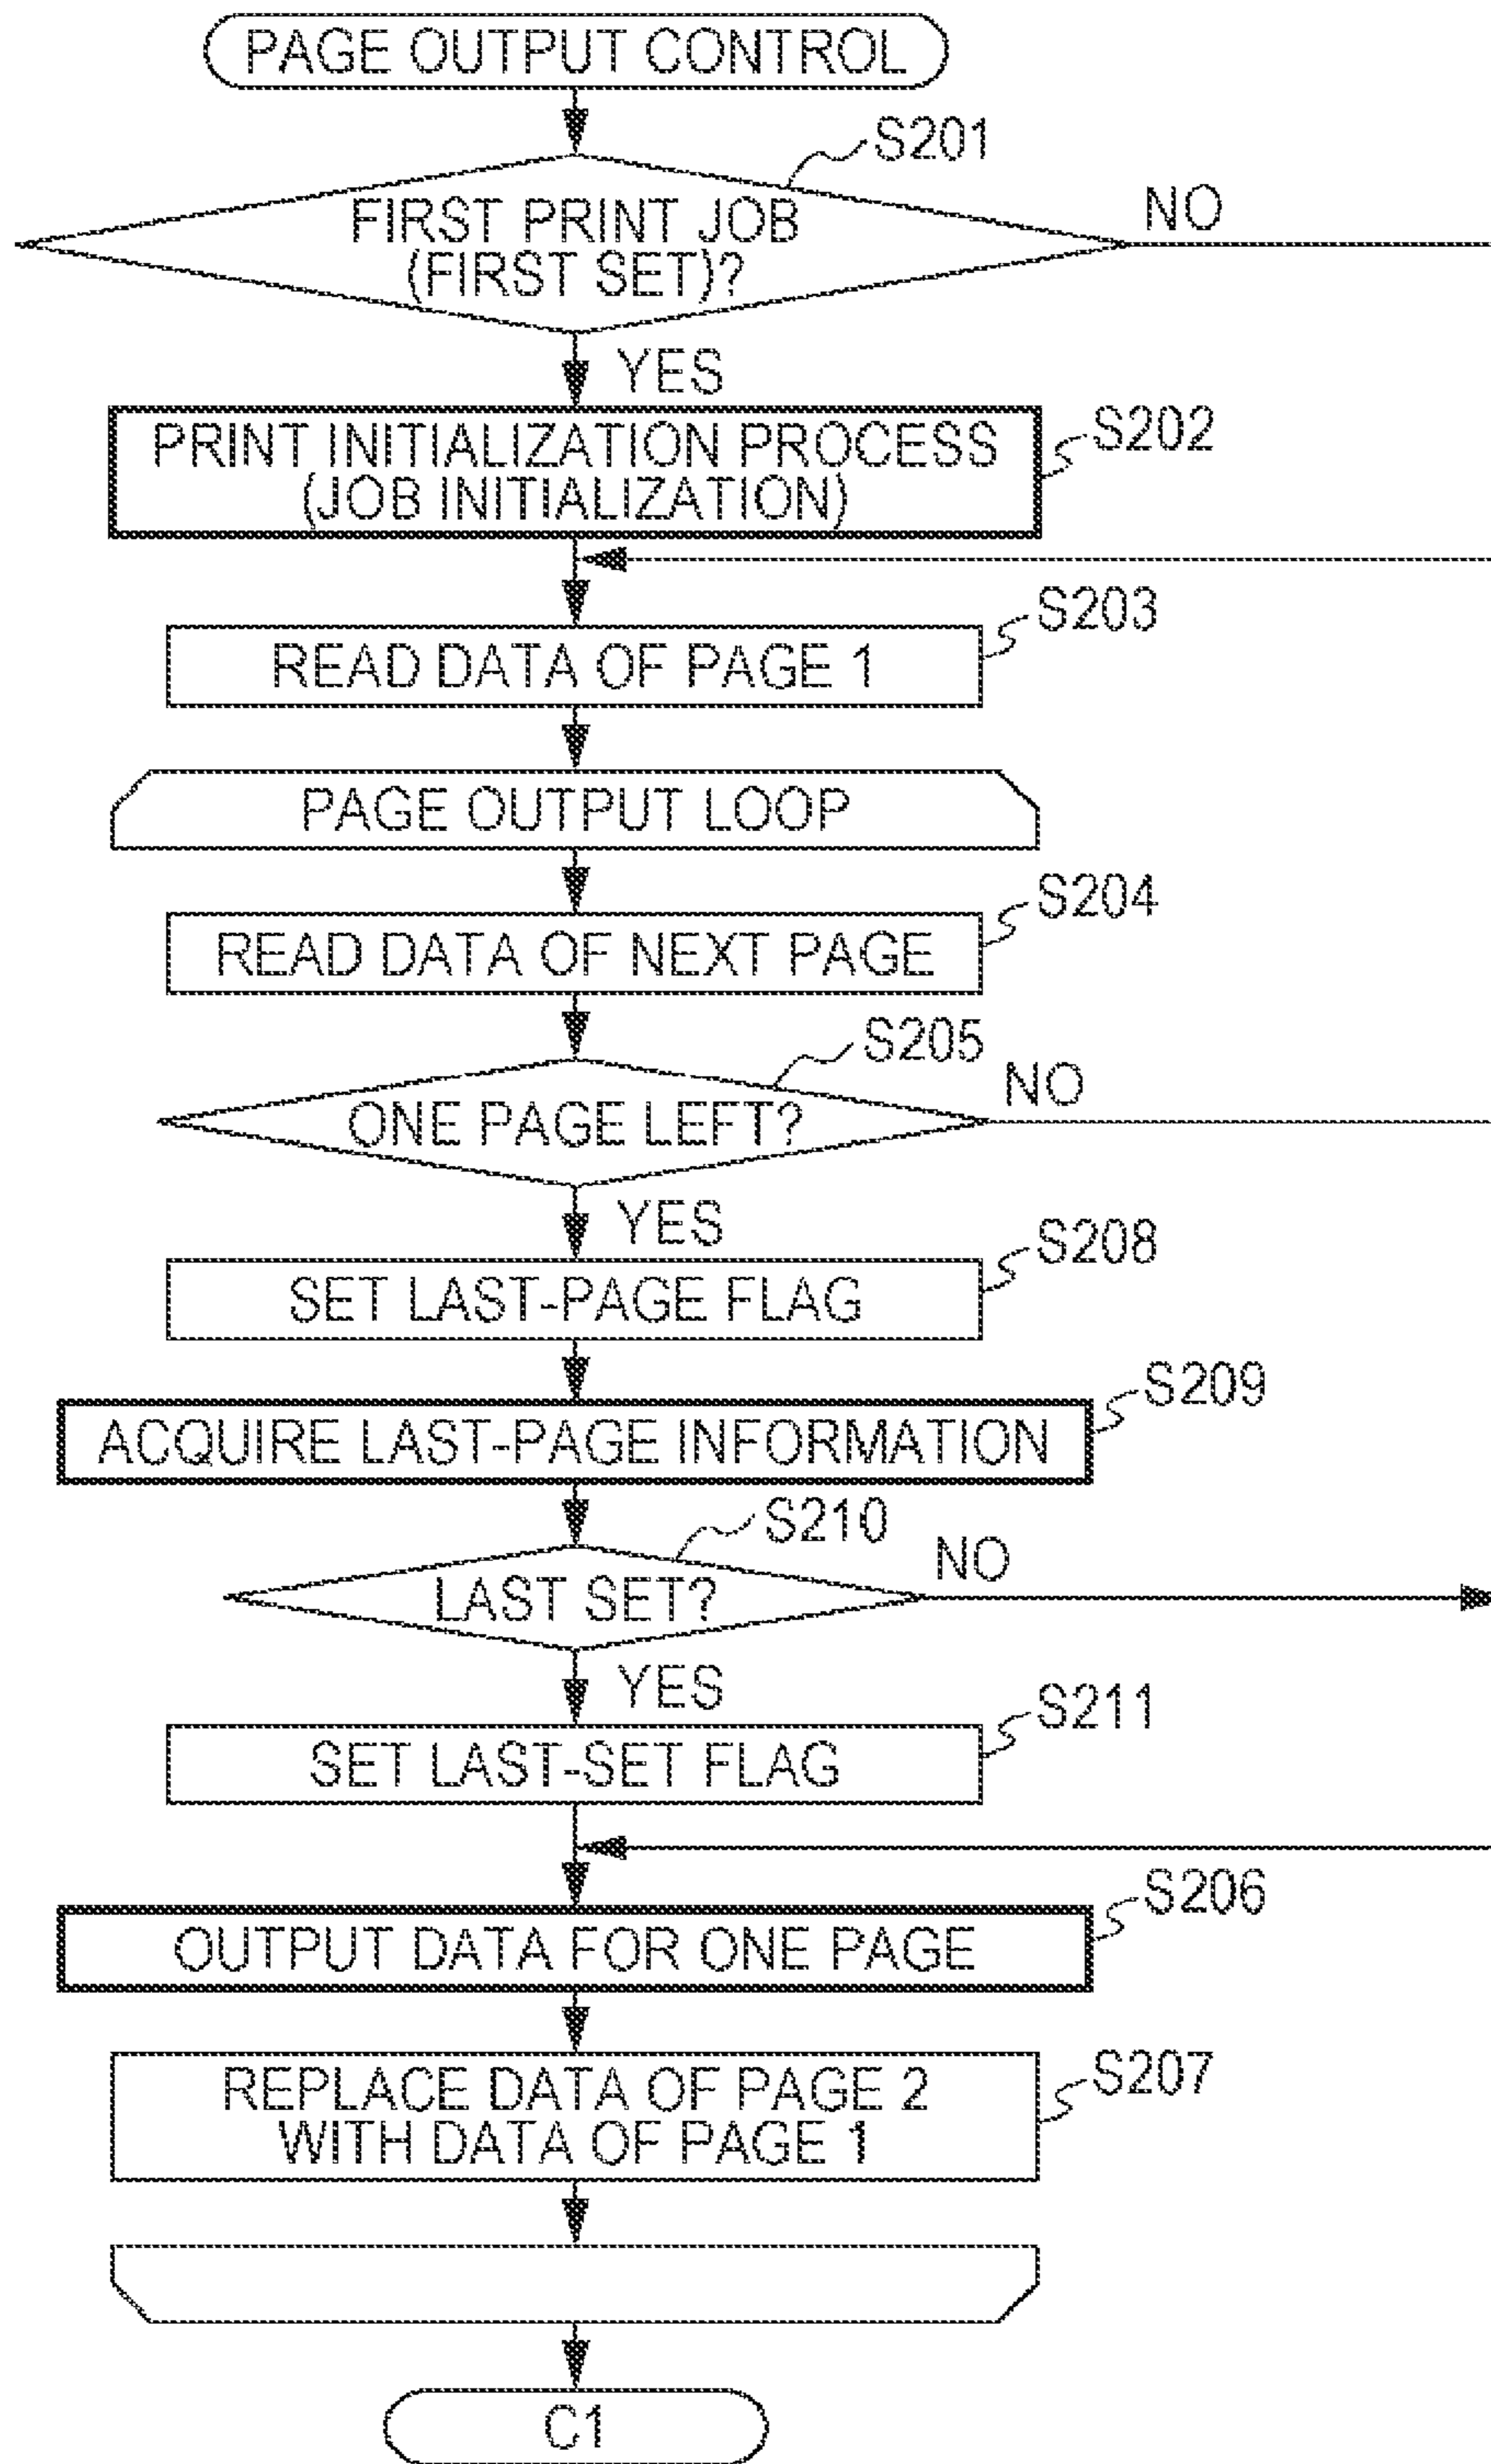 PAGE OUTPUT CONTROL
S201
FIRST PRINT JOB
(FIRST SET)?
NO
YES
PRINT INITIALIZATION PROCESS
(JOB INITIALIZATION)
S202
S203
READ DATA OF PAGE 1
PAGE OUTPUT LOOP
S204
READ DATA OF NEXT PAGE
S205
ONE PAGE LEFT?
NO
YES
S208
SET LAST-PAGE FLAG
S209
ACQUIRE LAST-PAGE INFORMATION
S210
LAST SET?
NO
YES
S211
SET LAST-SET FLAG
S206
OUTPUT DATA FOR ONE PAGE
S207
REPLACE DATA OF PAGE 2
WITH DATA OF PAGE 1
C1